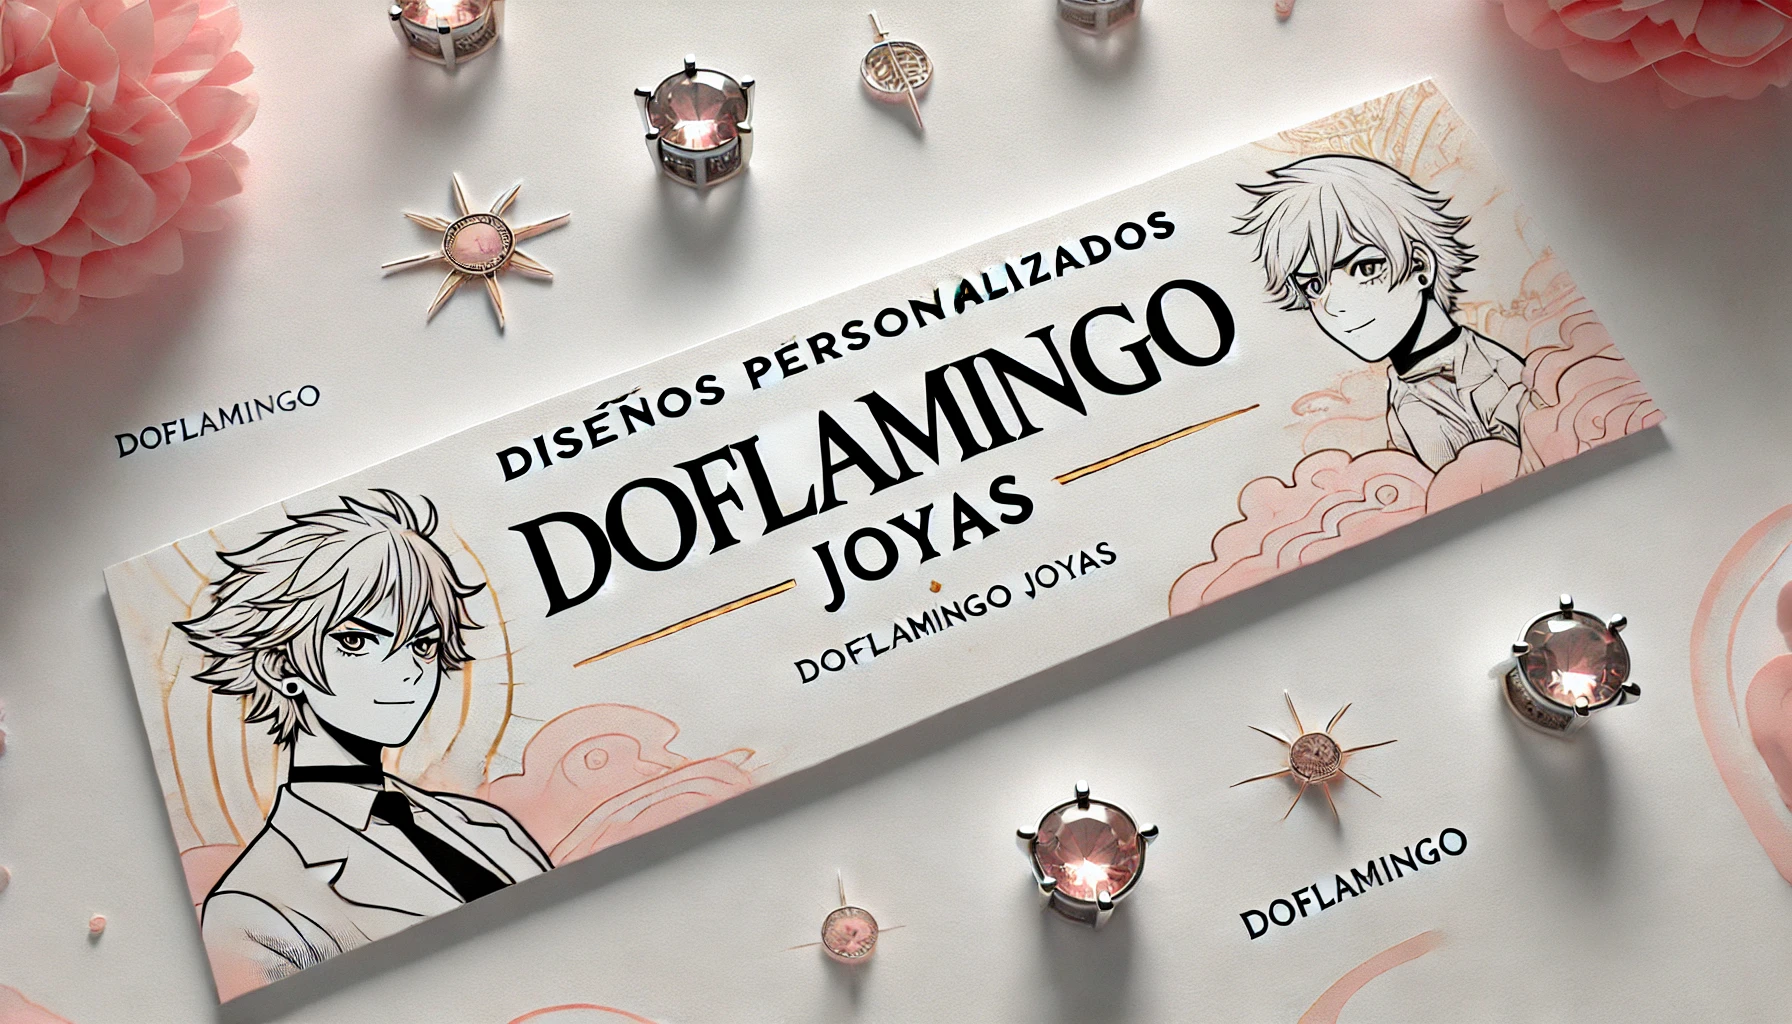 DISEÑOS PERSONALIZADOS
DOFLAMINGO
JOYAS
DOFLAMINGO JOYAS
DOFLAMINGO
DOFLAMINGO